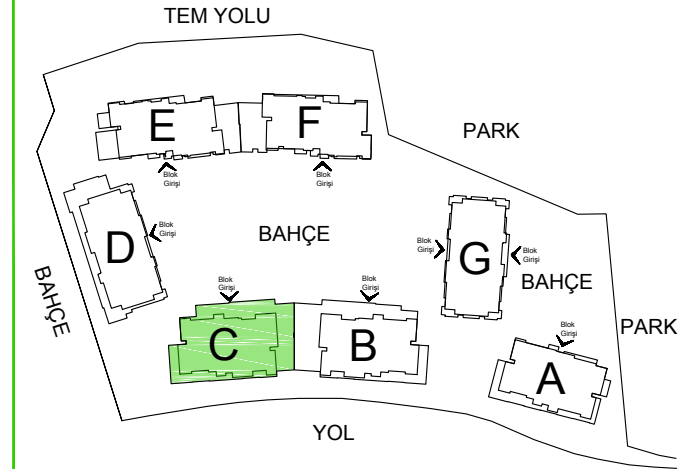 TEM YOLU
E
F
PARK
Blok
Girişi
Blok
Girişi
D
Blok
Girişi
BAHÇE
Blok
Girişi
G
Blok
Girişi
BAHÇE
BAHÇE
Blok
Girişi
Blok
Girişi
C
B
Blok
Girişi
PARK
A
YOL